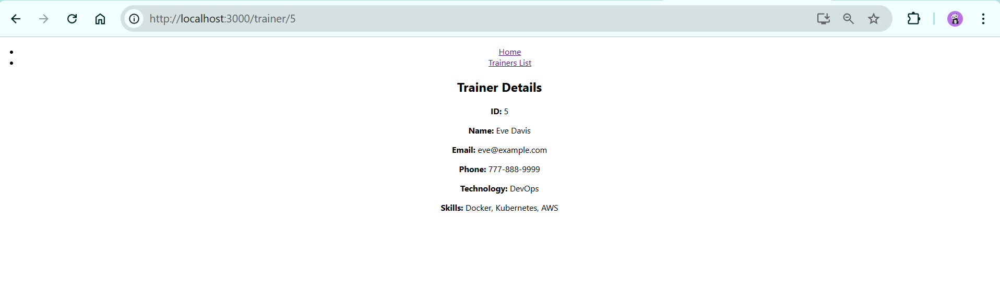 http://localhost:3000/trainer/5
Home
Trainers List
Trainer Details
ID: 5
Name: Eve Davis
Email: eve@example.com
Phone: 777-888-9999
Technology: DevOps
Skills: Docker, Kubernetes, AWS